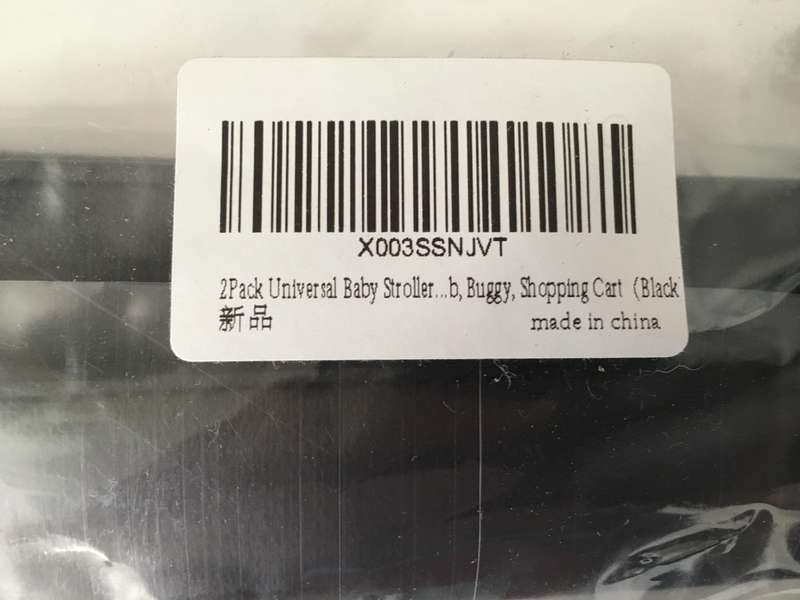 X003SSNJVT
2Pack Universal Baby Stroller...b, Buggy, Shopping Cart（Black
新品
made in china